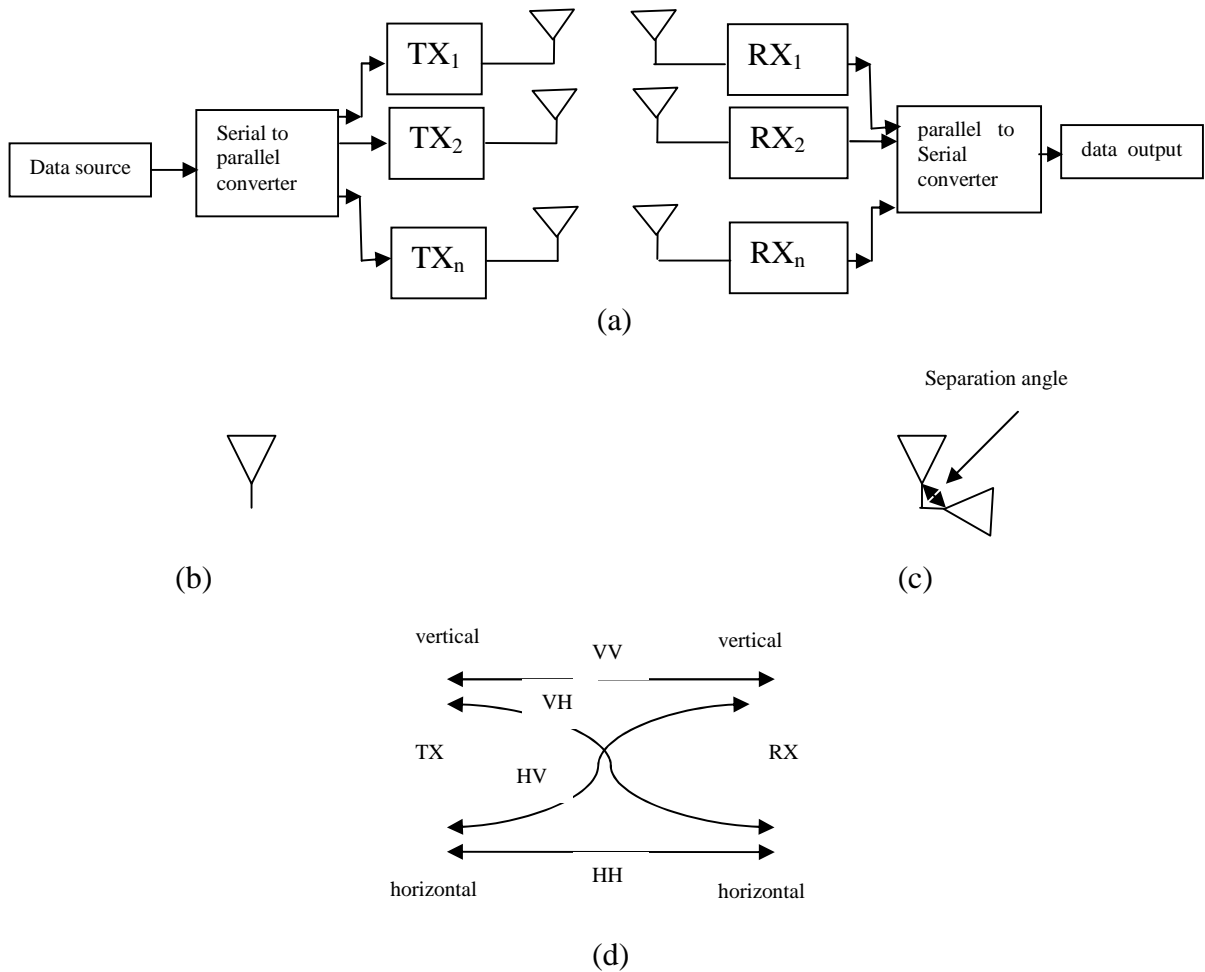 TX₁
RX₁
Data source
Serial to
parallel
converter
TX₂
RX₂
parallel to
Serial
converter
data output
TXₙ
RXₙ
(a)
Separation angle
(b)
(c)
vertical
VV
vertical
VH
TX
RX
HV
horizontal
HH
horizontal
(d)